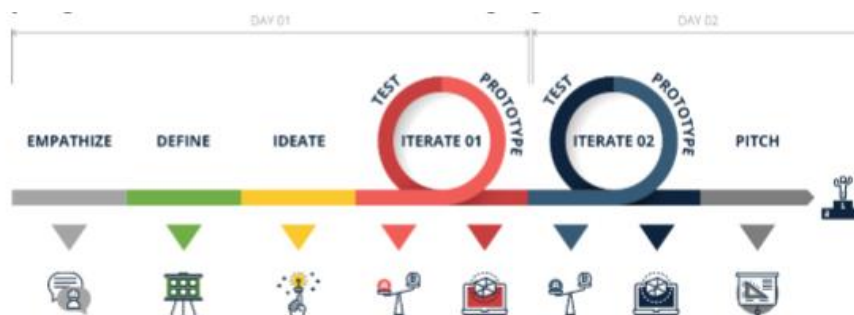 DAY 01
DAY 02
EMPATHIZE
DEFINE
IDEATE
TEST
PROTOTYPE
ITERATE 01
TEST
PROTOTYPE
ITERATE 02
PITCH